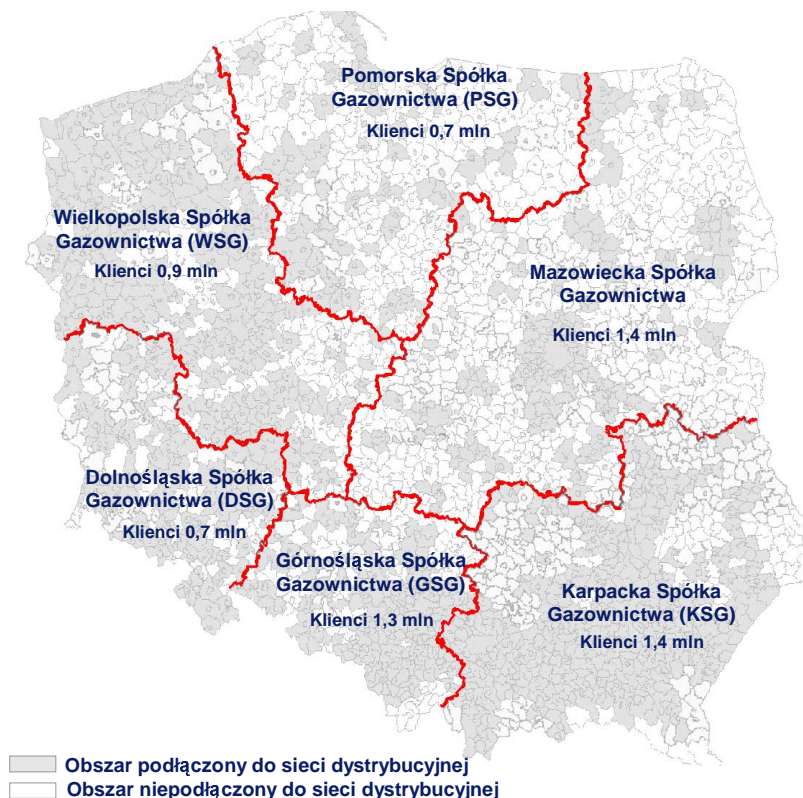 Pomorska Spółka
Gazownictwa (PSG)
Klienci 0,7 mln
Wielkopolska Spółka
Gazownictwa (WSG)
Klienci 0,9 mln
Mazowiecka Spółka
Gazownictwa
Klienci 1,4 mln
Dolnośląska Spółka
Gazownictwa (DSG)
Klienci 0,7 mln
Górnośląska Spółka
Gazownictwa (GSG)
Klienci 1,3 mln
Karpacka Spółka
Gazownictwa (KSG)
Klienci 1,4 mln
Obszar podłączony do sieci dystrybucyjnej
Obszar niepodłączony do sieci dystrybucyjnej